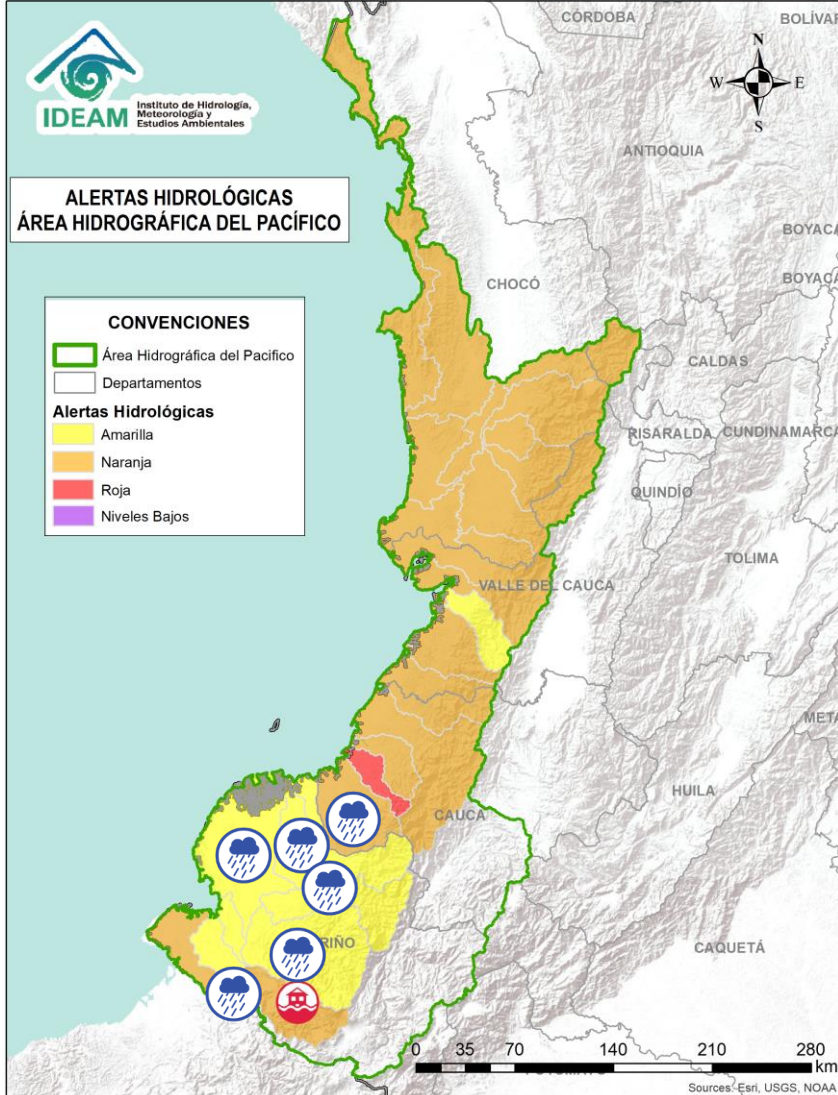 CÓRDOBA
BOLÍVAR
IDEAM
Instituto de Hidrología,
Meteorología y
Estudios Ambientales
N
W
E
S
ANTIOQUIA
ALERTAS HIDROLÓGICAS
ÁREA HIDROGRÁFICA DEL PACÍFICO
BOYACÁ
BOYACÁ
CHOCÓ
CONVENCIONES
Área Hidrográfica del Pacifico
Departamentos
Alertas Hidrológicas
Amarilla
Naranja
Roja
Niveles Bajos
CALDAS
RISARALDA
CUNDINAMARCA
QUINDÍO
TOLIMA
VALLE DEL CAUCA
META
HUILA
CAUCA
RIÑO
CAQUETÁ
0 35 70 140 210 280
km
Sources: Esri, USGS, NOAA